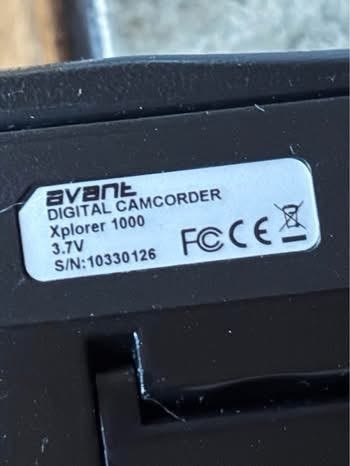 avant
DIGITAL CAMCORDER
Xplorer 1000
3.7V
S/N:10330126
FC CE